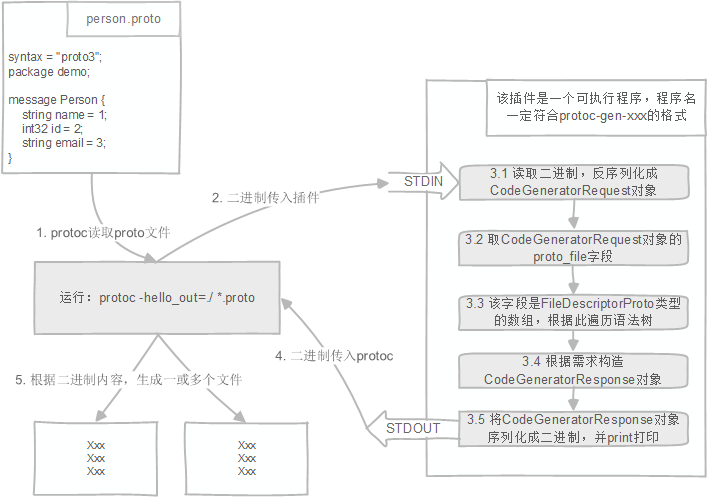 person.proto
syntax = "proto3";
package demo;
message Person {
string name = 1;
int32 id = 2;
string email = 3;
}
该插件是一个可执行程序，程序名
一定符合protoc-gen-xxx的格式
2. 二进制传入插件
STDIN
3.1 读取二进制，反序列化成
CodeGeneratorRequest对象
1. protoc读取proto文件
3.2 取CodeGeneratorRequest对象的
proto_file字段
运行：protoc -hello_out=./ *.proto
3.3 该字段是FileDescriptorProto类型
的数组，根据此遍历语法树
4. 二进制传入protoc
3.4 根据需求构造
CodeGeneratorResponse对象
5. 根据二进制内容，生成一或多个文件
STDOUT
3.5 将CodeGeneratorResponse对象
序列化成二进制，并print打印
Xxx
Xxx
Xxx
Xxx
Xxx
Xxx